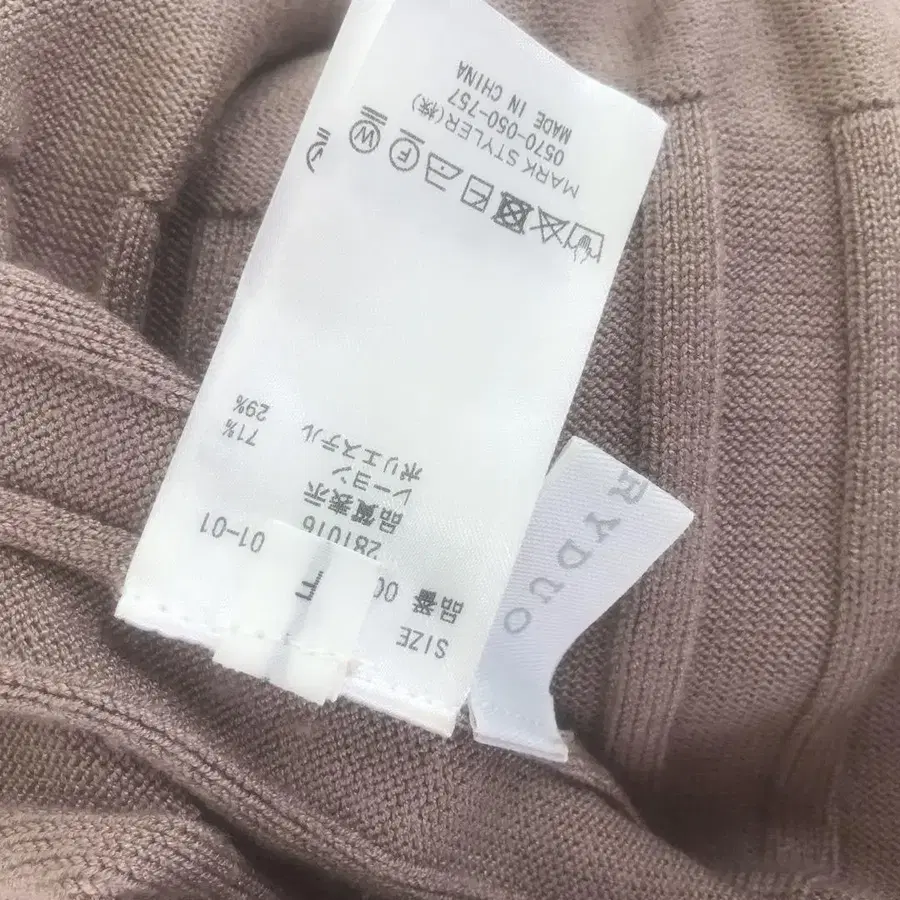 SIZE F
品番 00
281016 01-01
品質表示
レーヨン 71%
ポリエステル 29%
F W
MARK STYLER(株)
0570-050-757
MADE IN CHINA
RYDUO